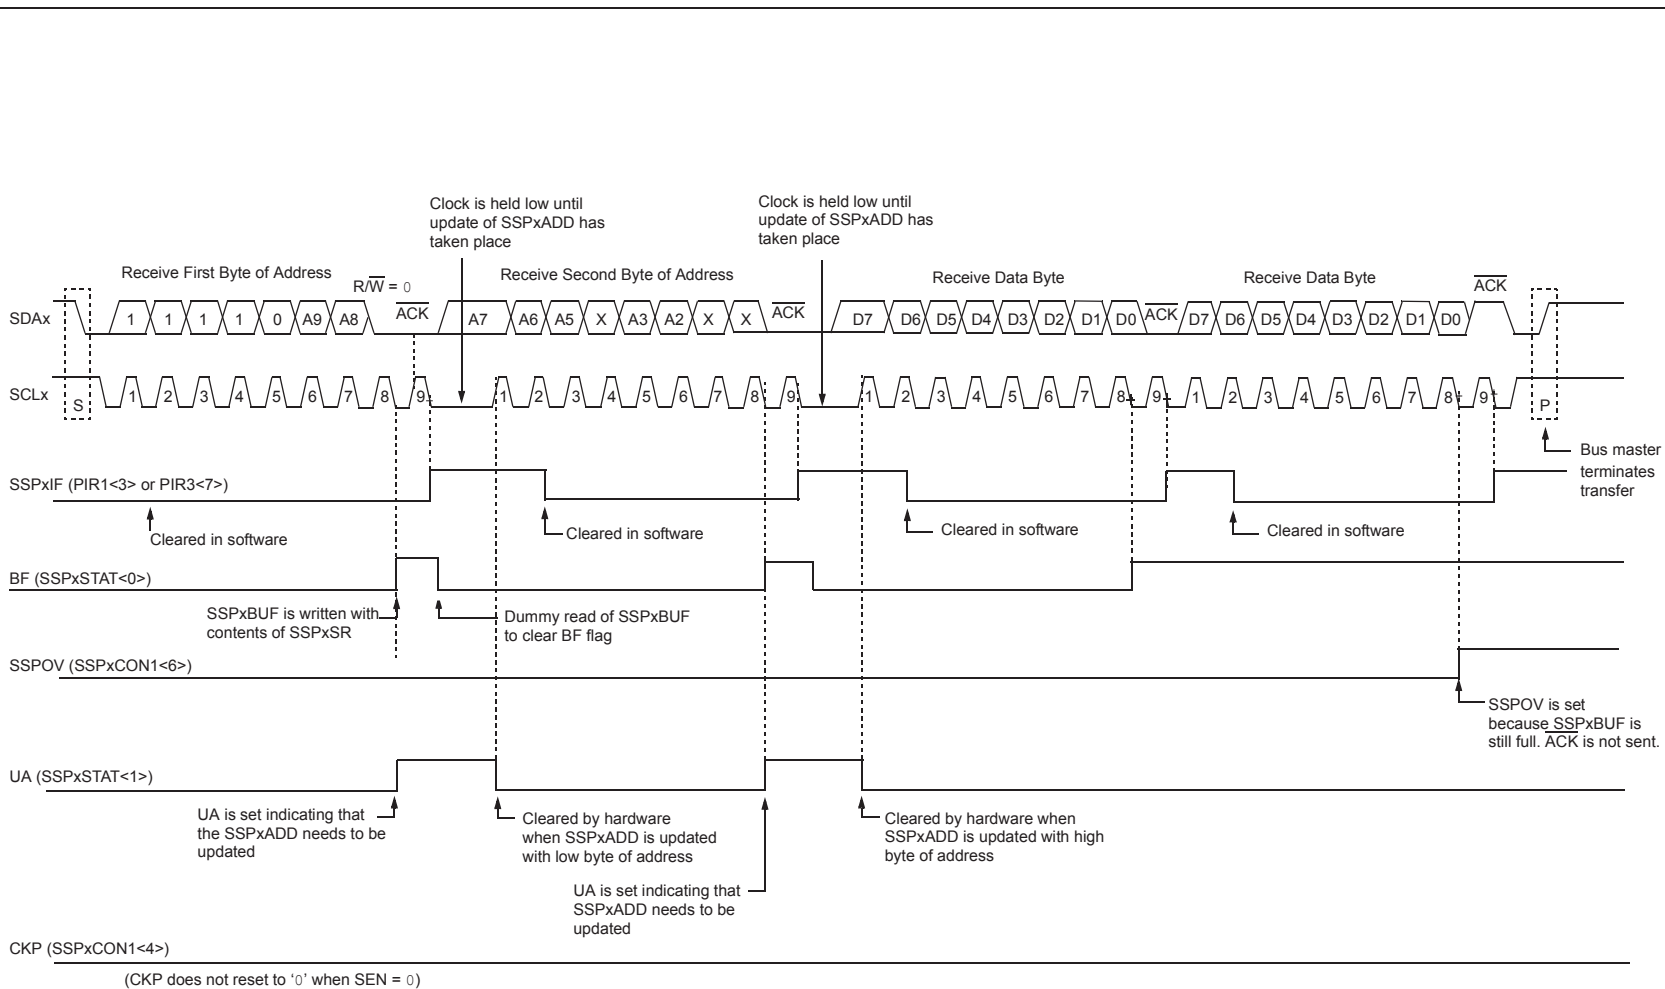 Clock is held low until
update of SSPxADD has
taken place
Clock is held low until
update of SSPxADD has
taken place
Receive First Byte of Address
R/W = 0
ACK
Receive Second Byte of Address
ACK
Receive Data Byte
ACK
Receive Data Byte
ACK
SDAx
1 1 1 1 0 A9 A8
A7 A6 A5 X A3 A2 X X
D7 D6 D5 D4 D3 D2 D1 D0
D7 D6 D5 D4 D3 D2 D1 D0
SCLx
S
1 2 3 4 5 6 7 8 9
1 2 3 4 5 6 7 8 9
1 2 3 4 5 6 7 8 9
1 2 3 4 5 6 7 8 9
P
Bus master
terminates
transfer
SSPxIF (PIR1<3> or PIR3<7>)
Cleared in software
Cleared in software
Cleared in software
Cleared in software
BF (SSPxSTAT<0>)
SSPxBUF is written with
contents of SSPxSR
Dummy read of SSPxBUF
to clear BF flag
SSPOV (SSPxCON1<6>)
SSPOV is set
because SSPxBUF is
still full. ACK is not sent.
UA (SSPxSTAT<1>)
UA is set indicating that
the SSPxADD needs to be
updated
Cleared by hardware
when SSPxADD is updated
with low byte of address
Cleared by hardware when
SSPxADD is updated with high
byte of address
UA is set indicating that
SSPxADD needs to be
updated
CKP (SSPxCON1<4>)
(CKP does not reset to ‘0’ when SEN = 0)